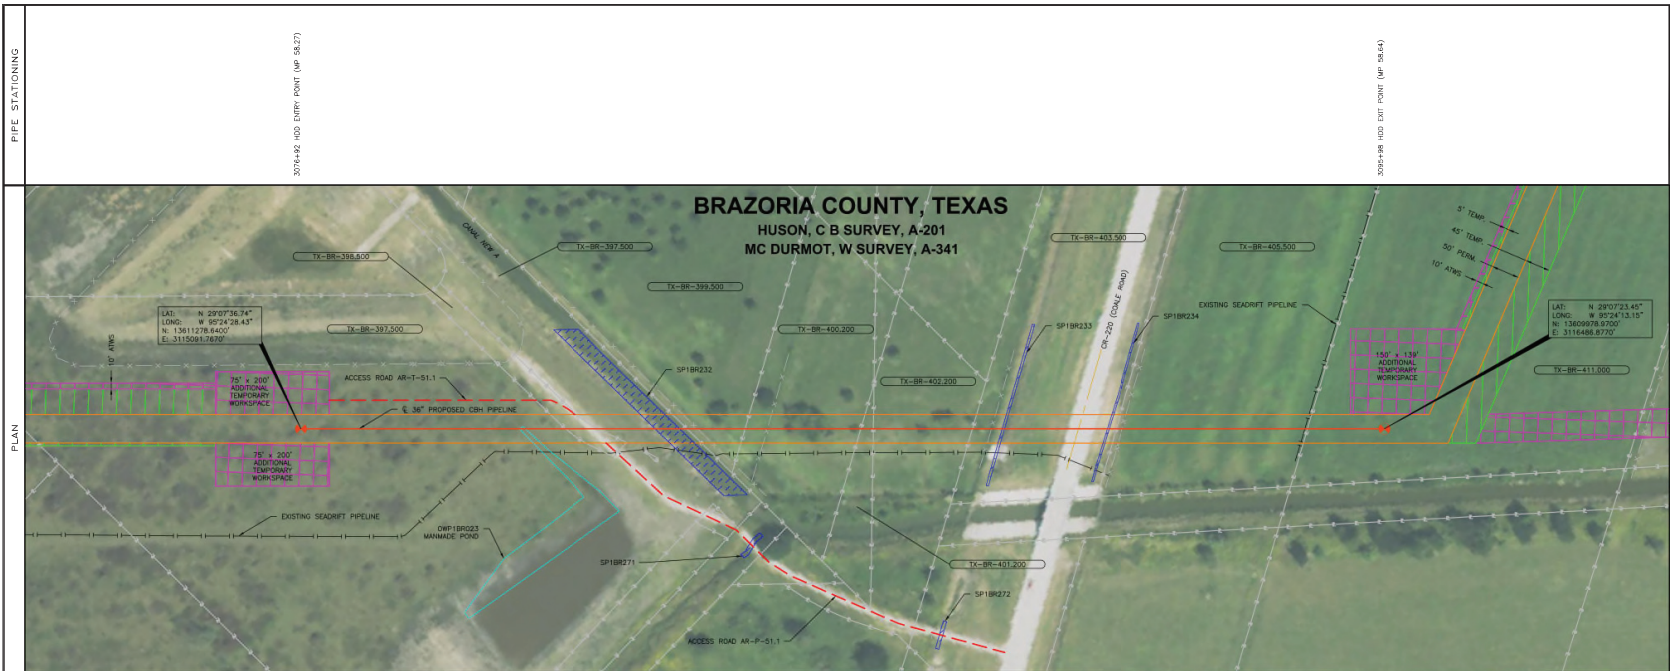 PIPE STATIONING
3076+92 HDD ENTRY POINT (MP 58.27)
3095+98 HDD EXIT POINT (MP 58.64)
PLAN
BRAZORIA COUNTY, TEXAS
HUSON, C B SURVEY, A-201
MC DURMOT, W SURVEY, A-341
CANAL NEW A
TX-BR-397.500
TX-BR-398.500
TX-BR-399.500
TX-BR-403.500
TX-BR-405.500
5' TEMP.
45' TEMP.
50' PERM.
10' ATWS
CR-220 (COALE ROAD)
EXISTING SEADRIFT PIPELINE
LAT: N 29°07'36.74"
LONG: W 95°24'28.43"
N: 13611278.6400'
E: 3115091.7670'
TX-BR-397.500
TX-BR-400.200
SP1BR233
SP1BR234
LAT: N 29°07'23.45"
LONG: W 95°24'13.15"
N: 13609978.9700'
E: 3116486.8770'
10' ATWS
75' x 200'
ADDITIONAL
TEMPORARY
WORKSPACE
ACCESS ROAD AR-T-51.1
SP1BR232
TX-BR-402.200
150' x 139'
ADDITIONAL
TEMPORARY
WORKSPACE
TX-BR-411.000
℄ 36" PROPOSED CBH PIPELINE
75' x 200'
ADDITIONAL
TEMPORARY
WORKSPACE
EXISTING SEADRIFT PIPELINE
OWP1BR023
MANMADE POND
SP1BR271
TX-BR-401.200
SP1BR272
ACCESS ROAD AR-P-51.1